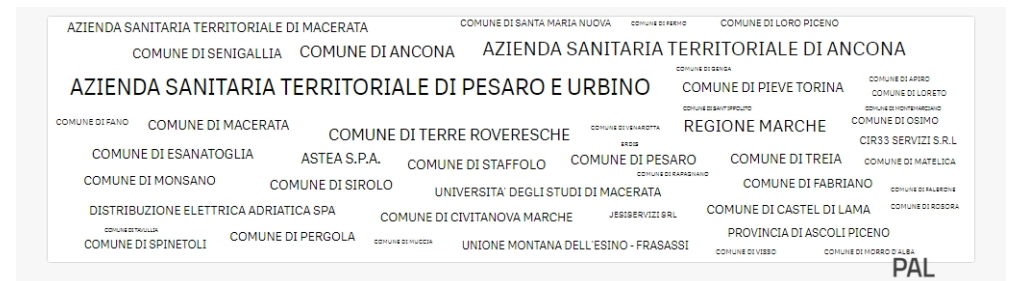 AZIENDA SANITARIA TERRITORIALE DI MACERATA
COMUNE DI SANTA MARIA NUOVA
COMUNE DI FERMO
COMUNE DI LORO PICENO
COMUNE DI SENIGALLIA
COMUNE DI ANCONA
AZIENDA SANITARIA TERRITORIALE DI ANCONA
COMUNE DI GENGA
AZIENDA SANITARIA TERRITORIALE DI PESARO E URBINO
COMUNE DI PIEVE TORINA
COMUNE DI APIRO
COMUNE DI LORETO
COMUNE DI SANT'IPPOLITO
COMUNE DI MONTEMARCIANO
COMUNE DI FANO
COMUNE DI MACERATA
COMUNE DI TERRE ROVERESCHE
COMUNE DI VENAROTTA
REGIONE MARCHE
COMUNE DI OSIMO
ERDIS
CIR33 SERVIZI S.R.L
COMUNE DI ESANATOGLIA
ASTEA S.P.A.
COMUNE DI STAFFOLO
COMUNE DI PESARO
COMUNE DI TREIA
COMUNE DI MATELICA
COMUNE DI RAPAGNANO
COMUNE DI MONSANO
COMUNE DI SIROLO
UNIVERSITA' DEGLI STUDI DI MACERATA
COMUNE DI FABRIANO
COMUNE DI FALERONE
DISTRIBUZIONE ELETTRICA ADRIATICA SPA
COMUNE DI CIVITANOVA MARCHE
JESISERVIZI SRL
COMUNE DI CASTEL DI LAMA
COMUNE DI ROSORA
COMUNE DI TAVULLIA
COMUNE DI SPINETOLI
COMUNE DI PERGOLA
COMUNE DI MUCCIA
UNIONE MONTANA DELL'ESINO - FRASASSI
PROVINCIA DI ASCOLI PICENO
COMUNE DI VISSO
COMUNE DI MORRO D'ALBA
PAL